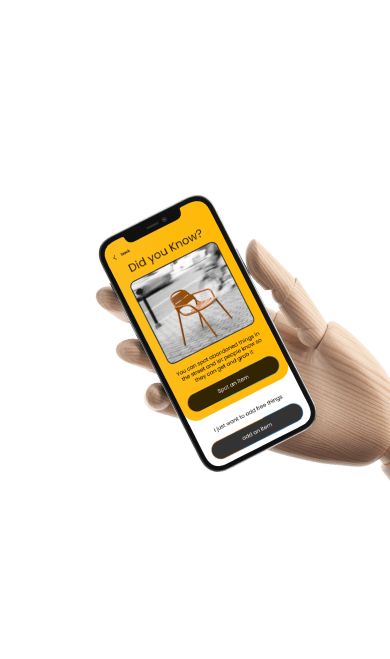 back
Did you Know?
You can spot abandoned things in
the street and let people know so
they can get and grab it
Spot an item
I just want to add free things
add an item